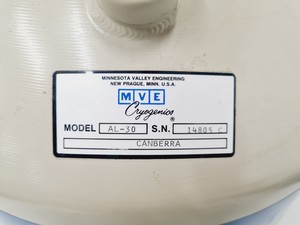 MINNESOTA VALLEY ENGINEERING
NEW PRAGUE, MINN. U.S.A.
MVE
Cryogenics ®
MODEL AL-30 S.N. 14805 C
CANBERRA